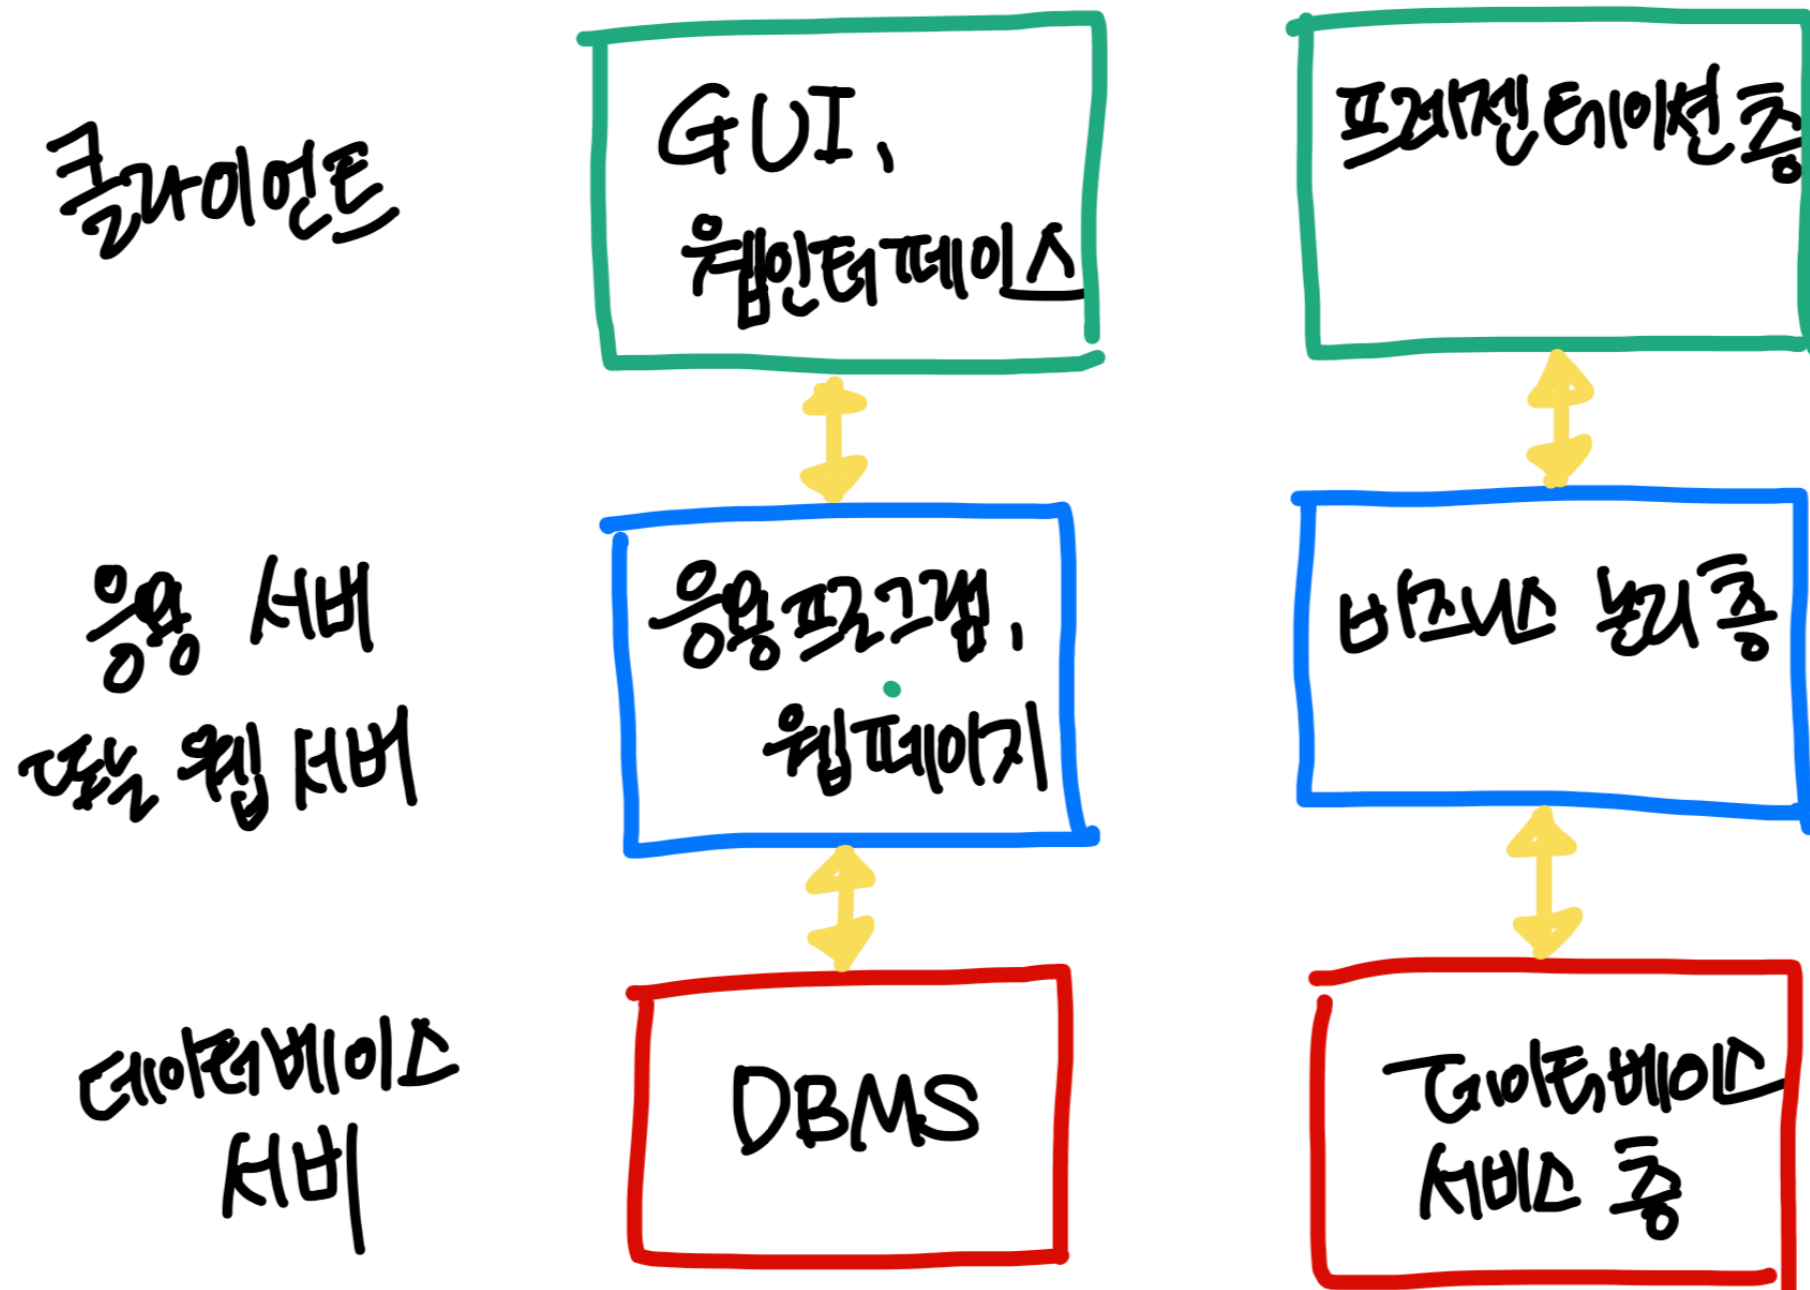 클라이언트
GUI,
웹인터페이스
프레젠테이션 층
응용 서버
또는 웹 서버
응용프로그램,
웹페이지
비즈니스 논리 층
데이터베이스
서버
DBMS
데이터베이스
서비스 층